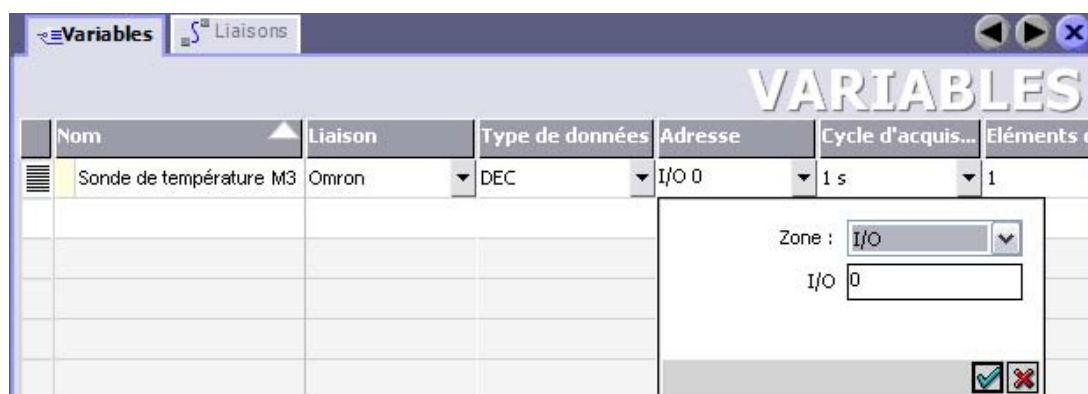 Variables Liaisons
VARIABLES
Nom Liaison Type de données Adresse Cycle d'acquis... Eléments
Sonde de température M3 Omron DEC I/O 0 1 s 1
Zone : I/O
I/O 0